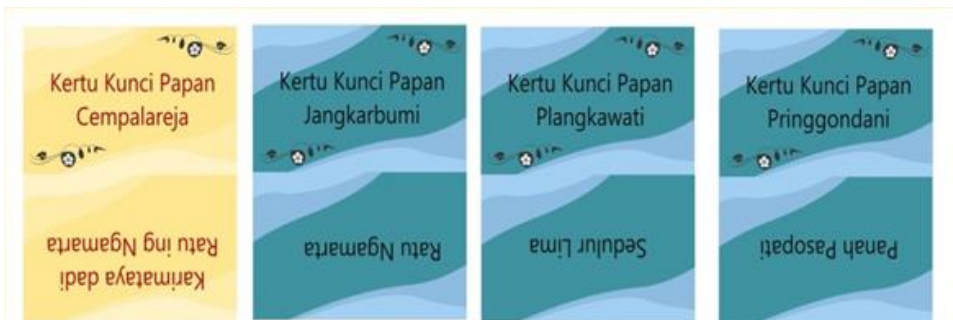 Kertu Kunci Papan
Cempalareja
Karimataya dadi
Ratu ing Ngamarta
Kertu Kunci Papan
Jangkarbumi
Ratu Ngamarta
Kertu Kunci Papan
Plangkawati
Sedulur Lima
Kertu Kunci Papan
Pringgondani
Panah Pasopati